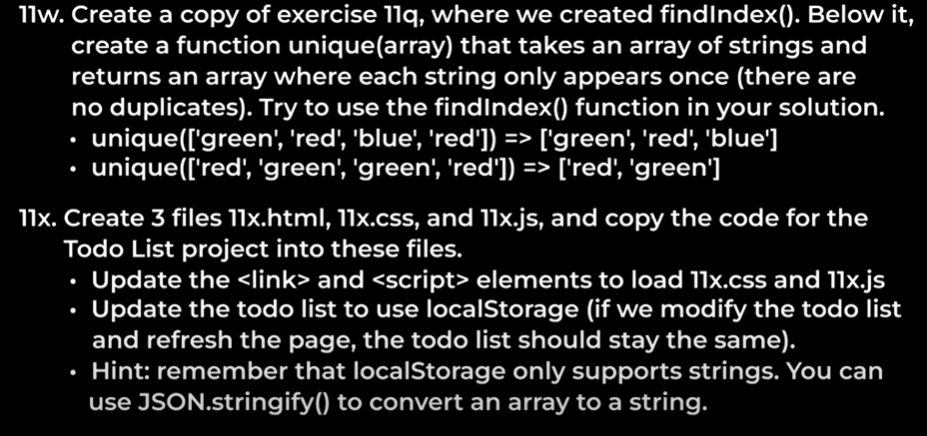 11w. Create a copy of exercise 11q, where we created findIndex(). Below it,
create a function unique(array) that takes an array of strings and
returns an array where each string only appears once (there are
no duplicates). Try to use the findIndex() function in your solution.
• unique(['green', 'red', 'blue', 'red']) => ['green', 'red', 'blue']
• unique(['red', 'green', 'green', 'red']) => ['red', 'green']
11x. Create 3 files 11x.html, 11x.css, and 11x.js, and copy the code for the
Todo List project into these files.
• Update the <link> and <script> elements to load 11x.css and 11x.js
• Update the todo list to use localStorage (if we modify the todo list
and refresh the page, the todo list should stay the same).
• Hint: remember that localStorage only supports strings. You can
use JSON.stringify() to convert an array to a string.